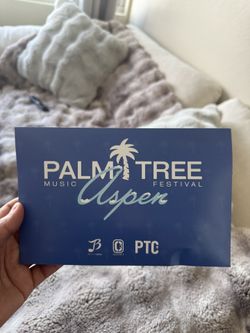 PALM TREE
MUSIC FESTIVAL
Aspen
PTC